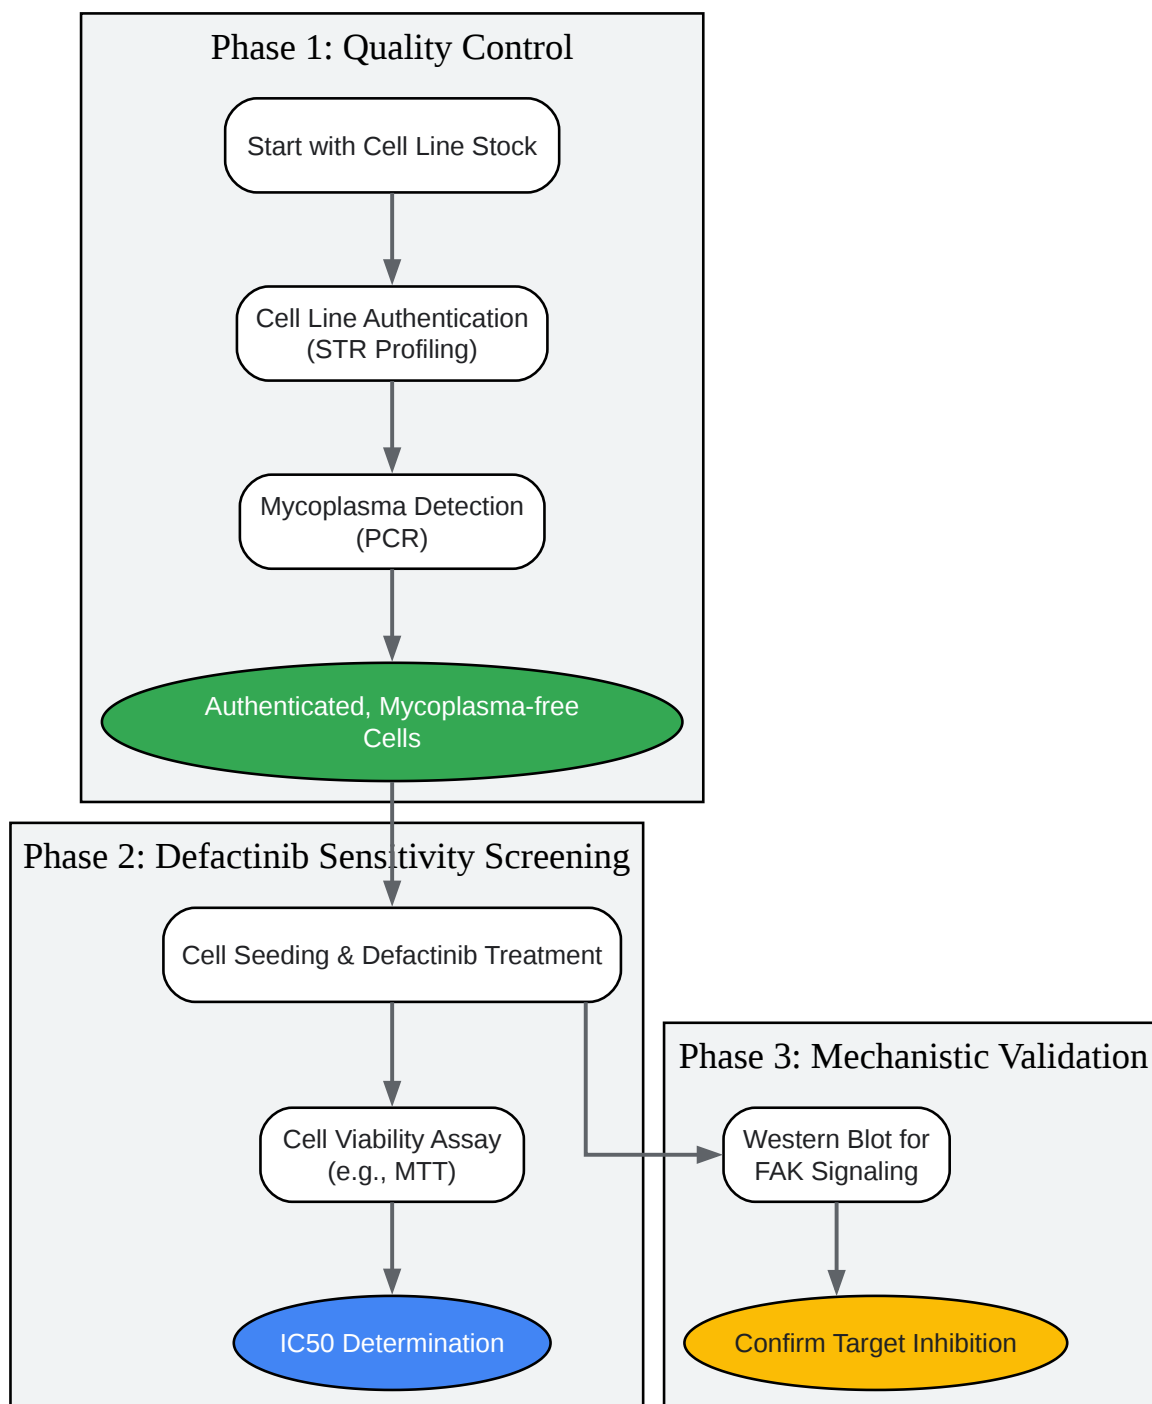 Phase 1: Quality Control
Start with Cell Line Stock
Cell Line Authentication
(STR Profiling)
Mycoplasma Detection
(PCR)
Authenticated, Mycoplasma-free
Cells
Phase 2: Defactinib Sensitivity Screening
Cell Seeding & Defactinib Treatment
Cell Viability Assay
(e.g., MTT)
IC50 Determination
Phase 3: Mechanistic Validation
Western Blot for
FAK Signaling
Confirm Target Inhibition